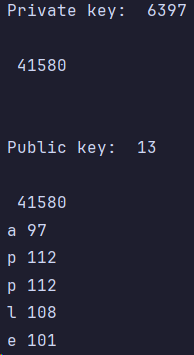 Private key:  6397
41580
Public key:  13
41580
a 97
p 112
p 112
l 108
e 101